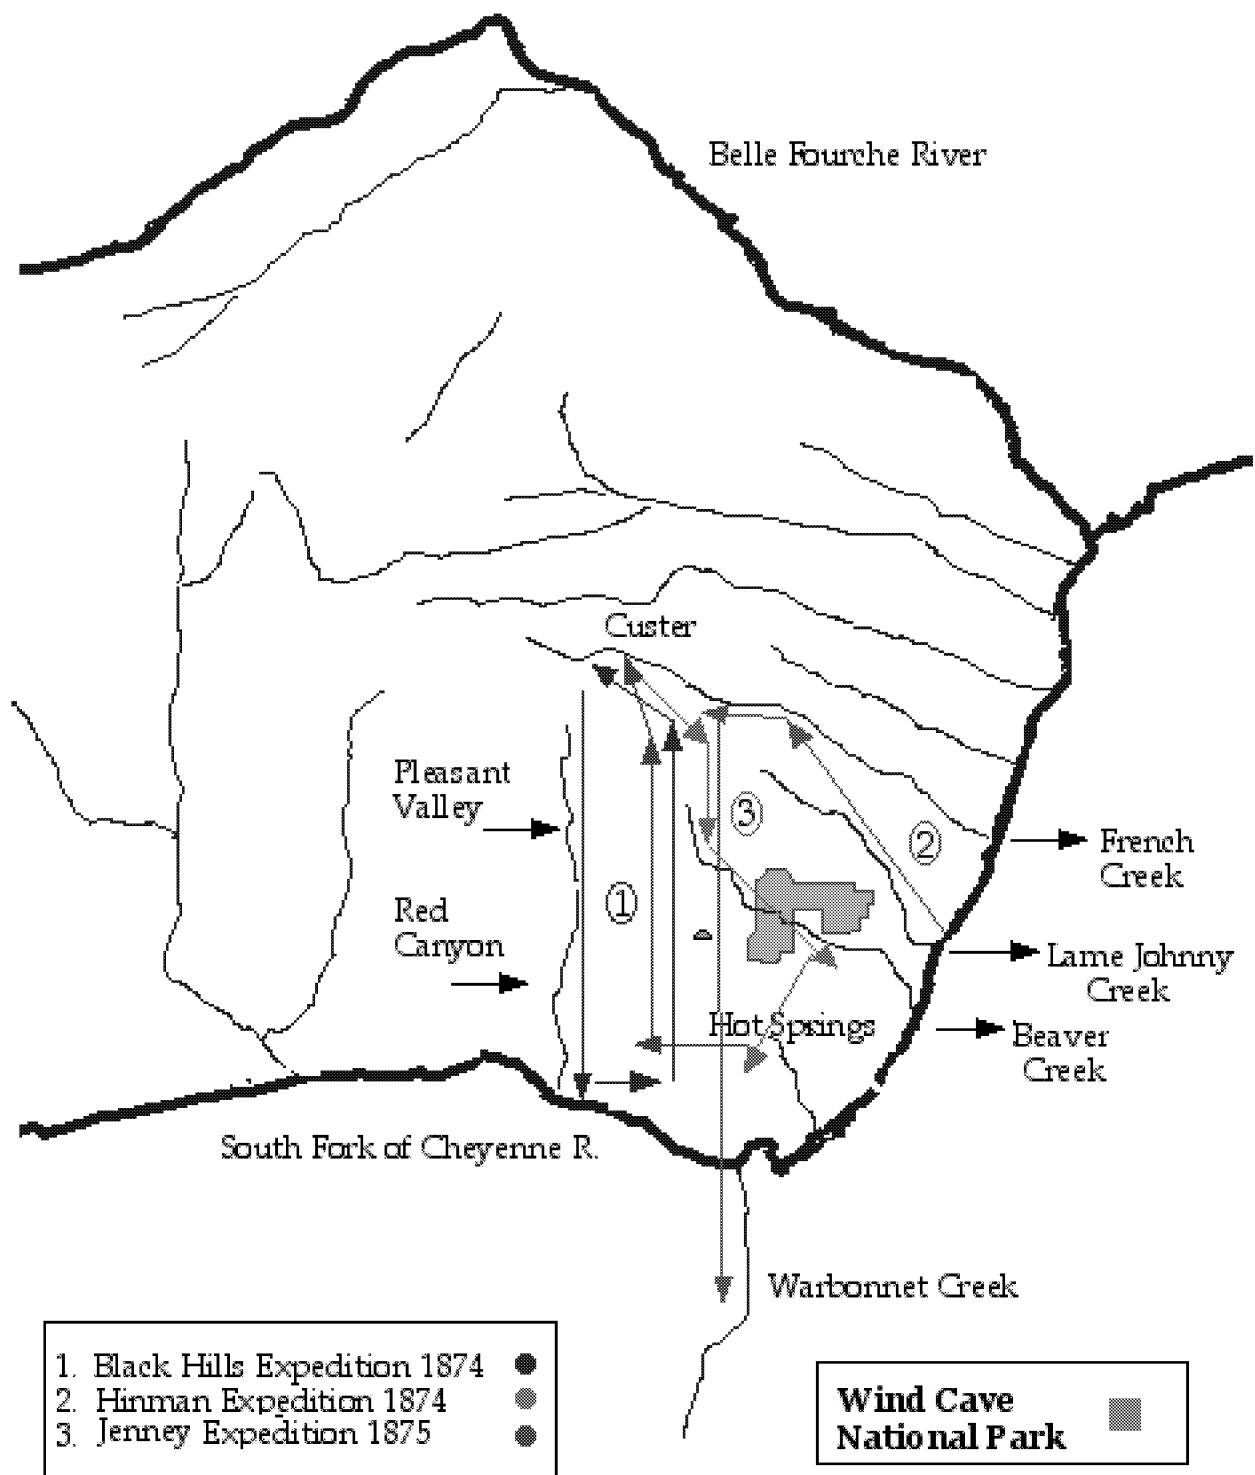 Belle Fourche River
Custer
Pleasant
Valley
3
2
French
Creek
1
Red
Canyon
Lame Johnny
Creek
Hot Springs
Beaver
Creek
South Fork of Cheyenne R.
Warbonnet Creek
1. Black Hills Expedition 1874
2. Hinman Expedition 1874
3. Jenney Expedition 1875
Wind Cave
National Park